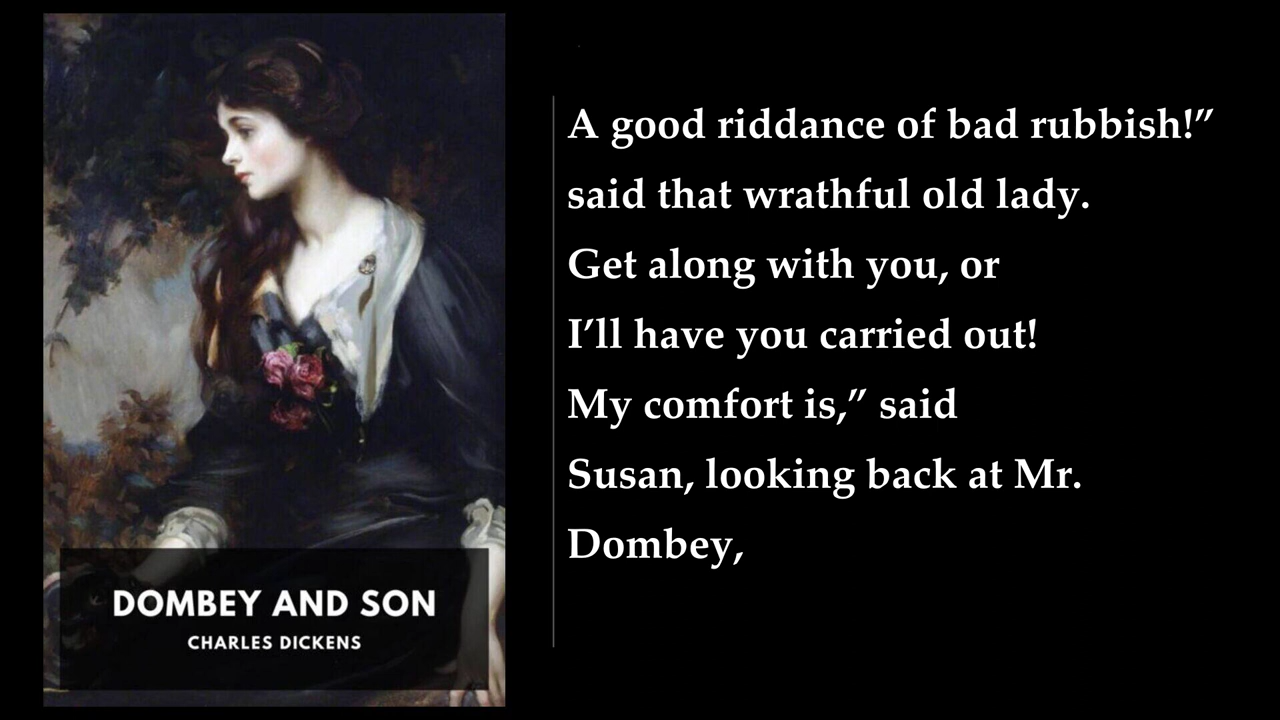 DOMBEY AND SON
CHARLES DICKENS
A good riddance of bad rubbish!”
said that wrathful old lady.
Get along with you, or
I’ll have you carried out!
My comfort is,” said
Susan, looking back at Mr.
Dombey,